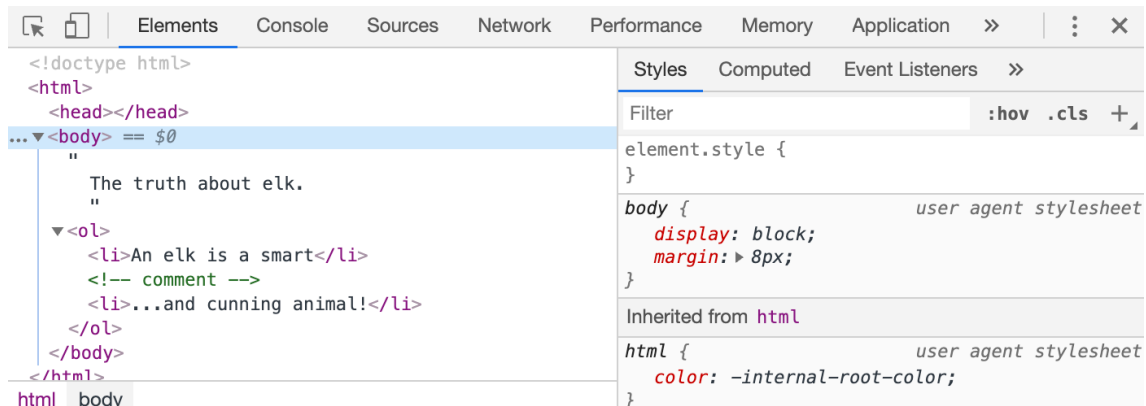 Elements Console Sources Network Performance Memory Application »
<!doctype html>
<html>
<head></head>
… ▼<body> == $0
"
The truth about elk.
"
▼<ol>
<li>An elk is a smart</li>
<!-- comment -->
<li>...and cunning animal!</li>
</ol>
</body>
</html>
html body
Styles Computed Event Listeners »
Filter :hov .cls +
element.style {
}
body { user agent stylesheet
display: block;
margin: ▶ 8px;
}
Inherited from html
html { user agent stylesheet
color: -internal-root-color;
}